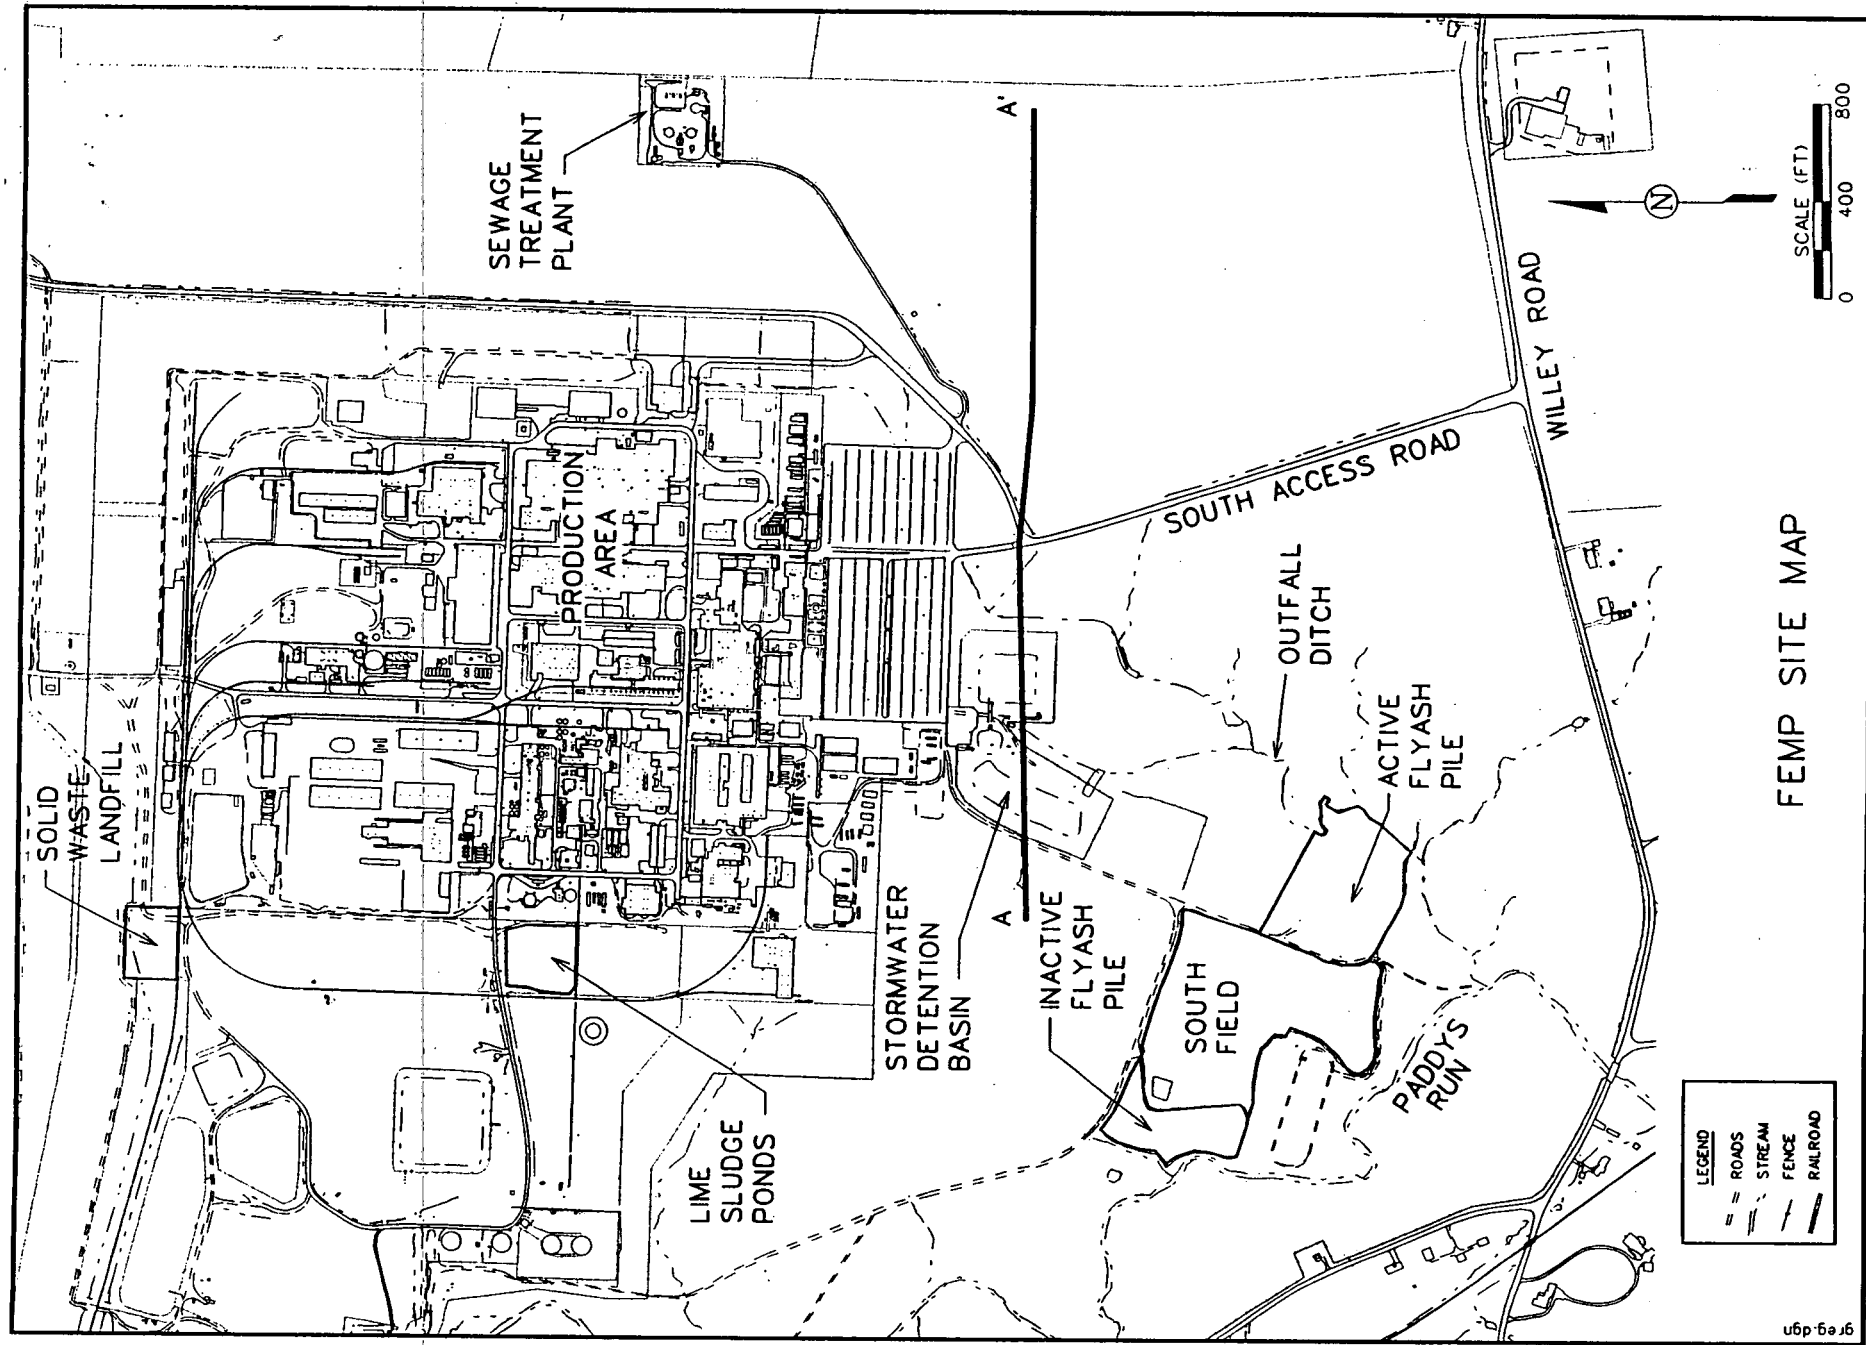 SOLID
WASTE
LANDFILL
SEWAGE
TREATMENT
PLANT
PRODUCTION
AREA
LIME
SLUDGE
PONDS
STORMWATER
DETENTION
BASIN
A
A'
INACTIVE
FLYASH
PILE
SOUTH
FIELD
ACTIVE
FLYASH
PILE
OUTFALL
DITCH
PADDYS
RUN
SOUTH ACCESS ROAD
WILLEY ROAD
N
SCALE (FT)
0 400 800
LEGEND
ROADS
STREAM
FENCE
RAILROAD
FEMP SITE MAP
greg.dgn